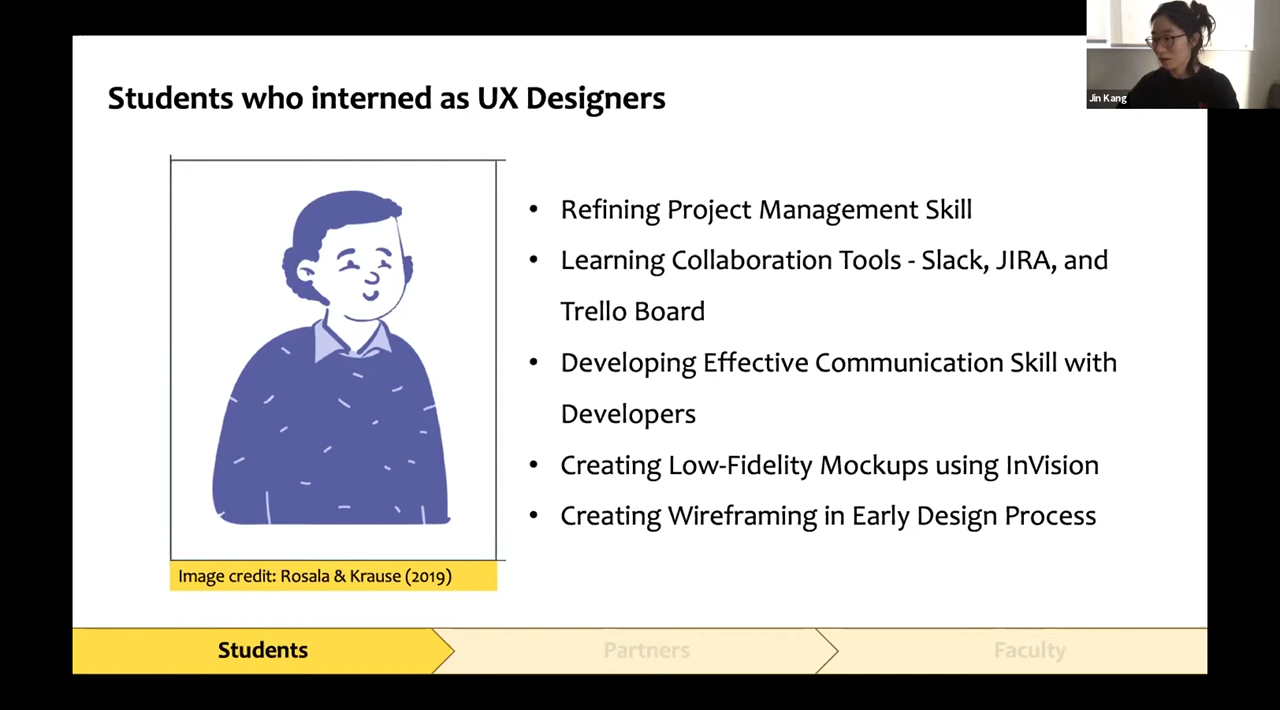 Students who interned as UX Designers
Jin Kang
• Refining Project Management Skill
• Learning Collaboration Tools - Slack, JIRA, and
Trello Board
• Developing Effective Communication Skill with
Developers
• Creating Low-Fidelity Mockups using InVision
• Creating Wireframing in Early Design Process
Image credit: Rosala & Krause (2019)
Students
Partners
Faculty